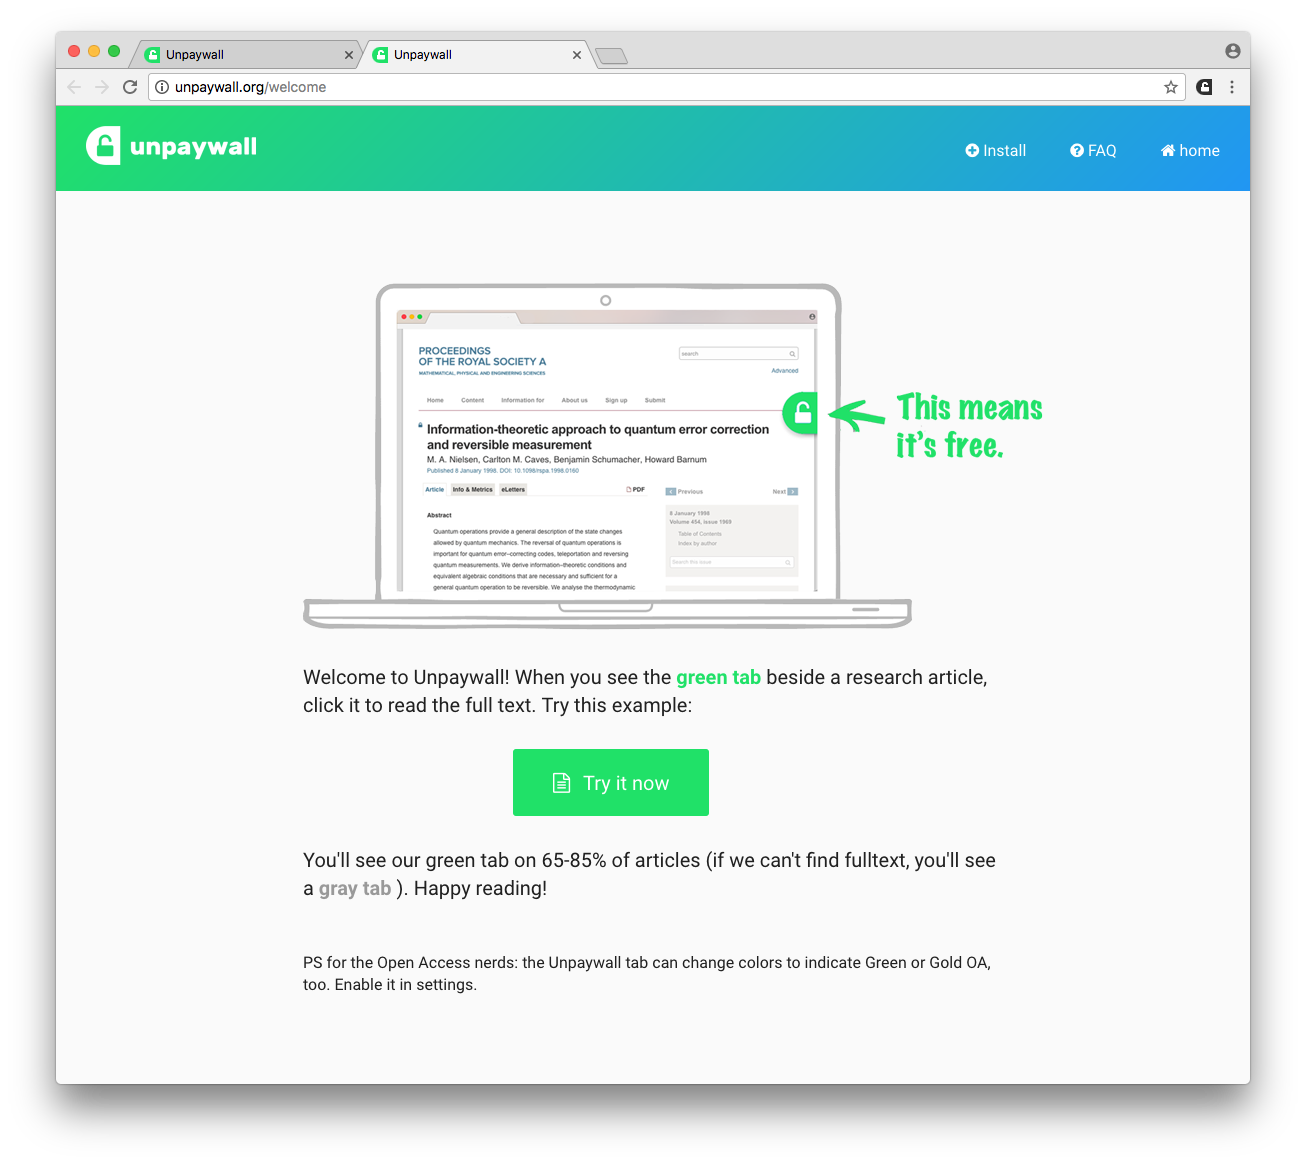 Unpaywall
Unpaywall
unpaywall.org/welcome
unpaywall
Install
FAQ
home
PROCEEDINGS
OF THE ROYAL SOCIETY A
MATHEMATICAL, PHYSICAL AND ENGINEERING SCIENCES
search
Advanced
Home Content Information for About us Sign up Submit
Information-theoretic approach to quantum error correction
and reversible measurement
M. A. Nielsen, Carlton M. Caves, Benjamin Schumacher, Howard Barnum
Published 8 January 1998. DOI: 10.1098/rspa.1998.0160
Article Info & Metrics eLetters PDF
Previous Next
8 January 1998
Volume 454, issue 1969
Table of Contents
Index by author
Search this issue
Abstract
Quantum operations provide a general description of the state changes
allowed by quantum mechanics. The reversal of quantum operations is
important for quantum error-correcting codes, teleportation and reversing
quantum measurements. We derive information-theoretic conditions and
equivalent algebraic conditions that are necessary and sufficient for a
general quantum operation to be reversible. We analyse the thermodynamic
This means
it's free.
Welcome to Unpaywall! When you see the green tab beside a research article,
click it to read the full text. Try this example:
Try it now
You'll see our green tab on 65-85% of articles (if we can't find fulltext, you'll see
a gray tab ). Happy reading!
PS for the Open Access nerds: the Unpaywall tab can change colors to indicate Green or Gold OA,
too. Enable it in settings.